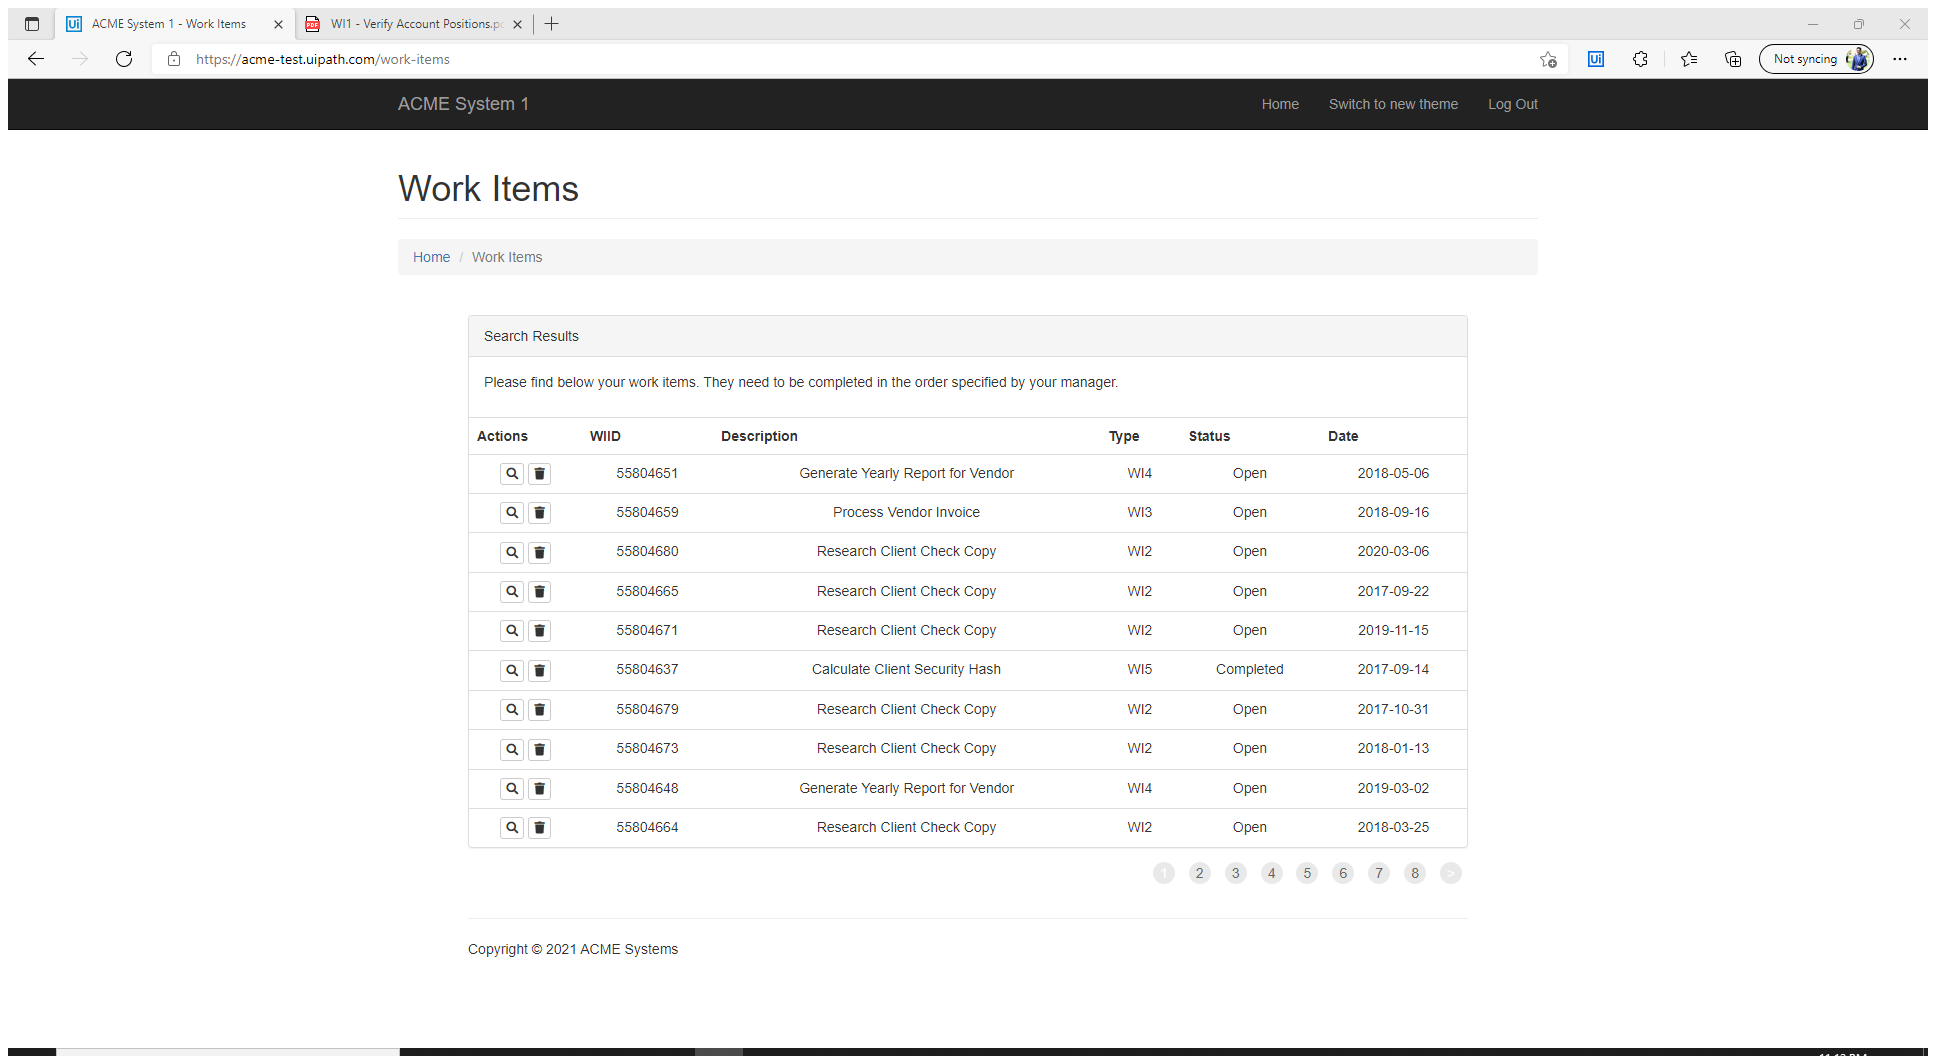 ACME System 1 - Work Items
WI1 - Verify Account Positions.p
https://acme-test.uipath.com/work-items
Ui
Not syncing
ACME System 1
Home
Switch to new theme
Log Out
Work Items
Home / Work Items
Search Results
Please find below your work items. They need to be completed in the order specified by your manager.
Actions WIID Description Type Status Date
55804651 Generate Yearly Report for Vendor WI4 Open 2018-05-06
55804659 Process Vendor Invoice WI3 Open 2018-09-16
55804680 Research Client Check Copy WI2 Open 2020-03-06
55804665 Research Client Check Copy WI2 Open 2017-09-22
55804671 Research Client Check Copy WI2 Open 2019-11-15
55804637 Calculate Client Security Hash WI5 Completed 2017-09-14
55804679 Research Client Check Copy WI2 Open 2017-10-31
55804673 Research Client Check Copy WI2 Open 2018-01-13
55804648 Generate Yearly Report for Vendor WI4 Open 2019-03-02
55804664 Research Client Check Copy WI2 Open 2018-03-25
1 2 3 4 5 6 7 8 >
Copyright © 2021 ACME Systems